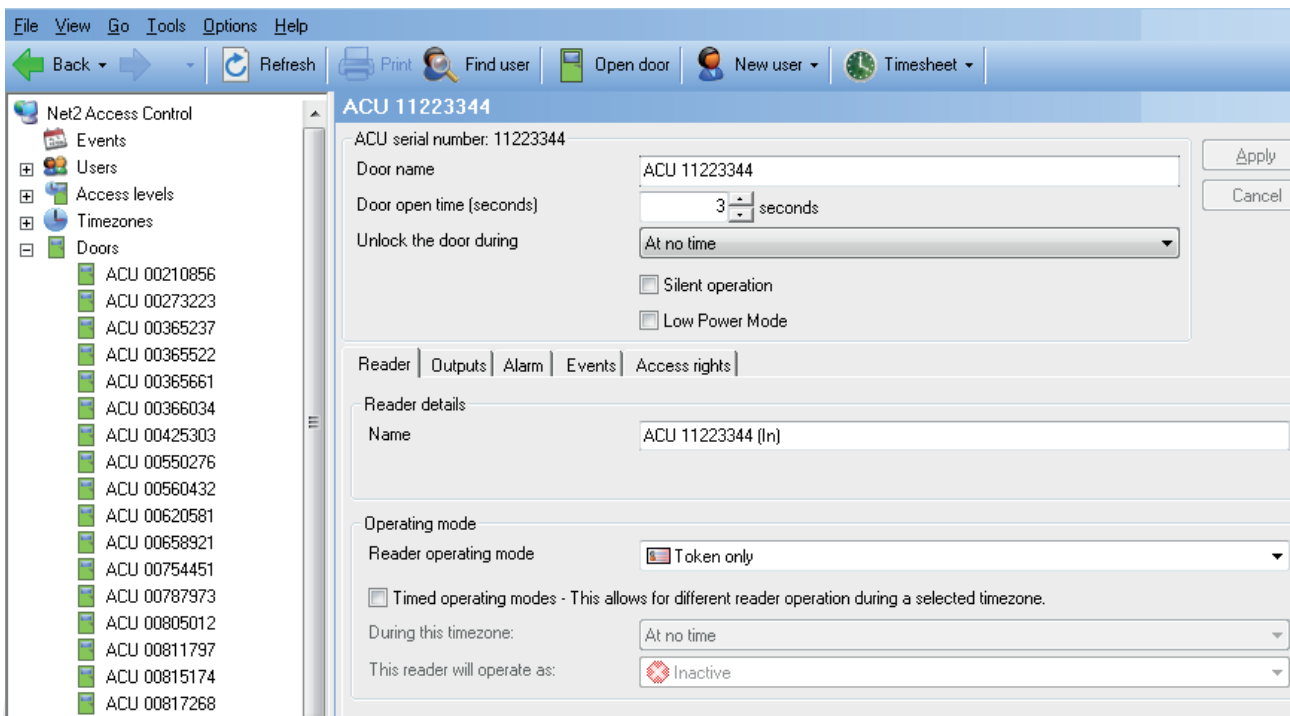 File View Go Tools Options Help
Back Refresh Print Find user Open door New user Timesheet
Net2 Access Control
Events
Users
Access levels
Timezones
Doors
ACU 00210856
ACU 00273223
ACU 00365237
ACU 00365522
ACU 00365661
ACU 00366034
ACU 00425303
ACU 00550276
ACU 00560432
ACU 00620581
ACU 00658921
ACU 00754451
ACU 00787973
ACU 00805012
ACU 00811797
ACU 00815174
ACU 00817268
ACU 11223344
ACU serial number: 11223344
Door name ACU 11223344
Door open time (seconds) 3 seconds
Unlock the door during At no time
Silent operation
Low Power Mode
Apply
Cancel
Reader Outputs Alarm Events Access rights
Reader details
Name ACU 11223344 (In)
Operating mode
Reader operating mode Token only
Timed operating modes - This allows for different reader operation during a selected timezone.
During this timezone: At no time
This reader will operate as: Inactive